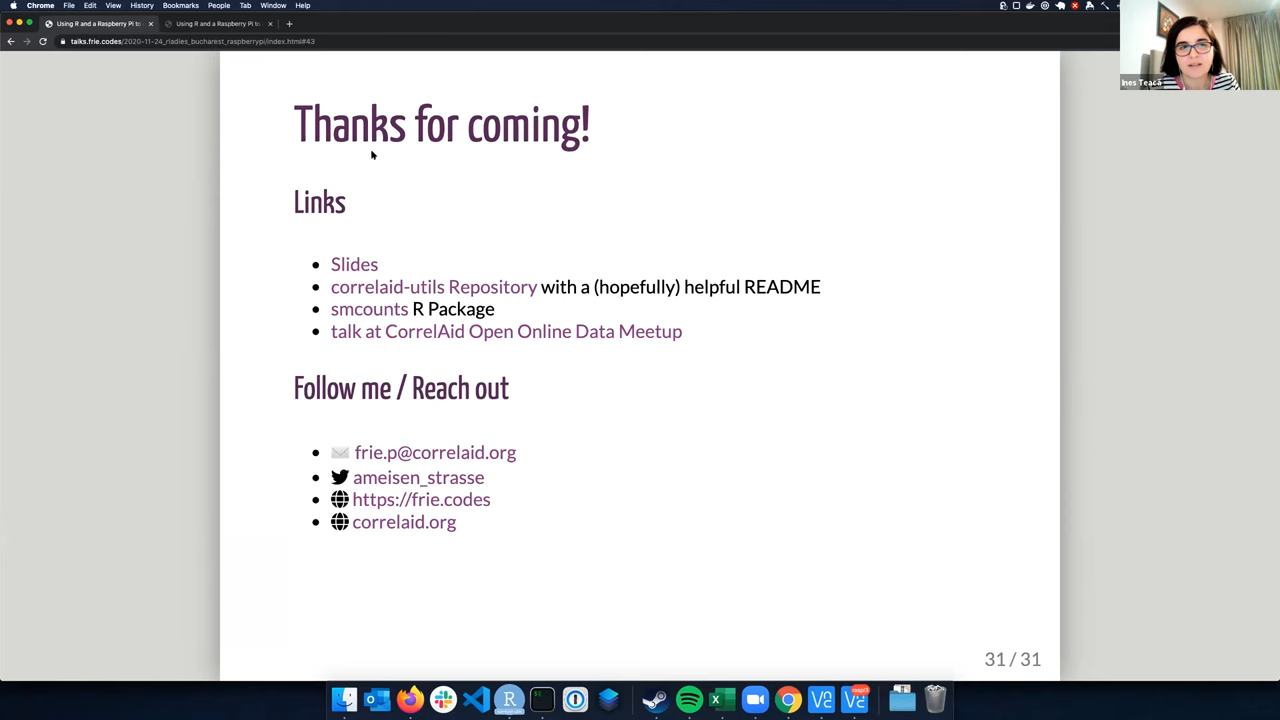 Chrome File Edit View History Bookmarks People Tab Window Help
Using R and a Raspberry Pi to
Using R and a Raspberry Pi to
talks.frie.codes/2020-11-24_rladies_bucharest_raspberrypi/index.html#43
Ines Teacă
Thanks for coming!
Links
Slides
correlaid-utils Repository with a (hopefully) helpful README
smcounts R Package
talk at CorrelAid Open Online Data Meetup
Follow me / Reach out
frie.p@correlaid.org
ameisen_strasse
https://frie.codes
correlaid.org
31 / 31
raspi3